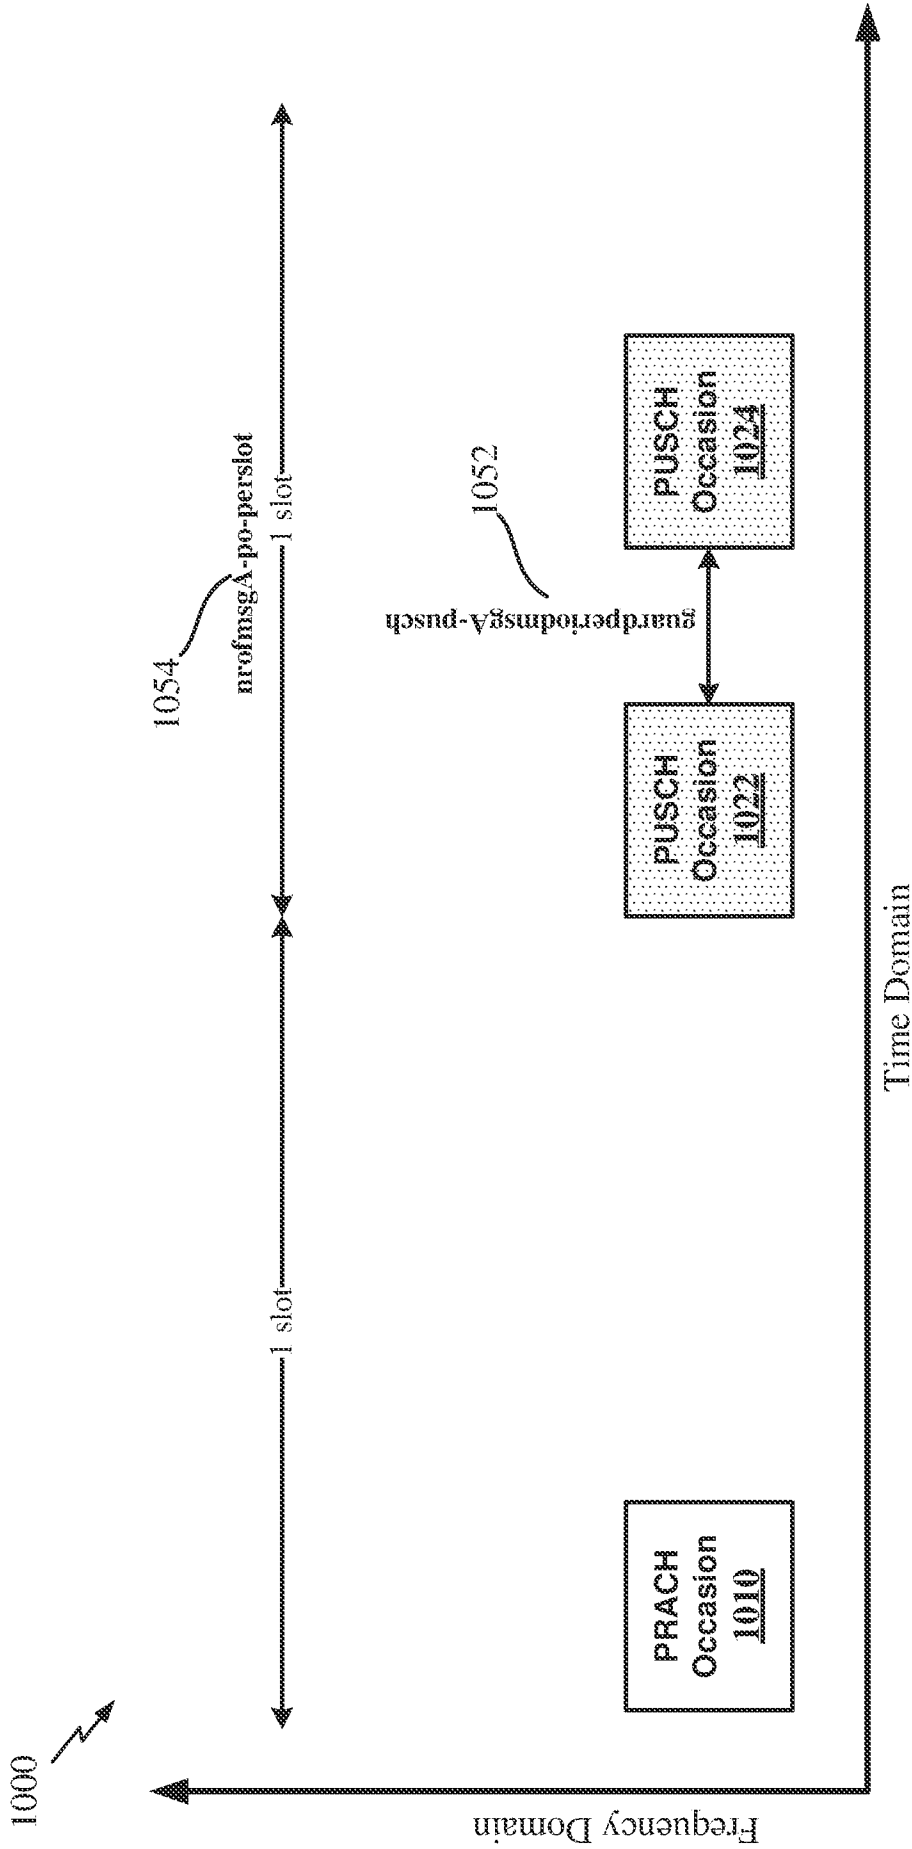 1000
1054
nrofmsgA-po-perslot
1 slot
1 slot
1052
guardperiodmsgA-pusch
PRACH
Occasion
1010
PUSCH
Occasion
1022
PUSCH
Occasion
1024
Frequency Domain
Time Domain